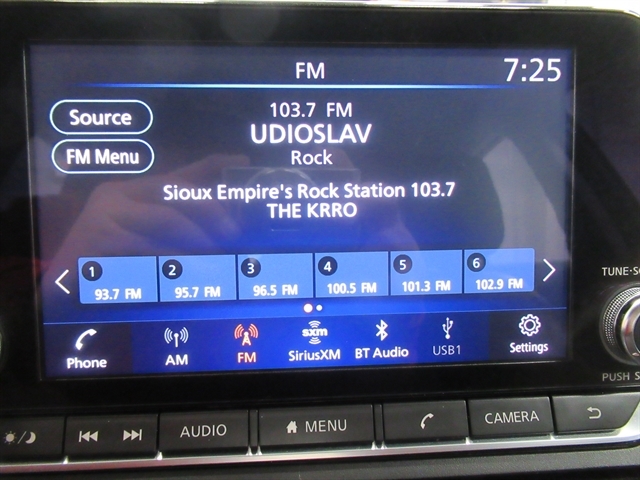 FM 7:25
Source
103.7 FM
UDIOSLAV
FM Menu
Rock
Sioux Empire's Rock Station 103.7
THE KRRO
1 2 3 4 5 6
93.7 FM 95.7 FM 96.5 FM 100.5 FM 101.3 FM 102.9 FM
sxm
Phone AM FM SiriusXM BT Audio USB1 Settings
TUNE·SC
PUSH S
AUDIO MENU CAMERA